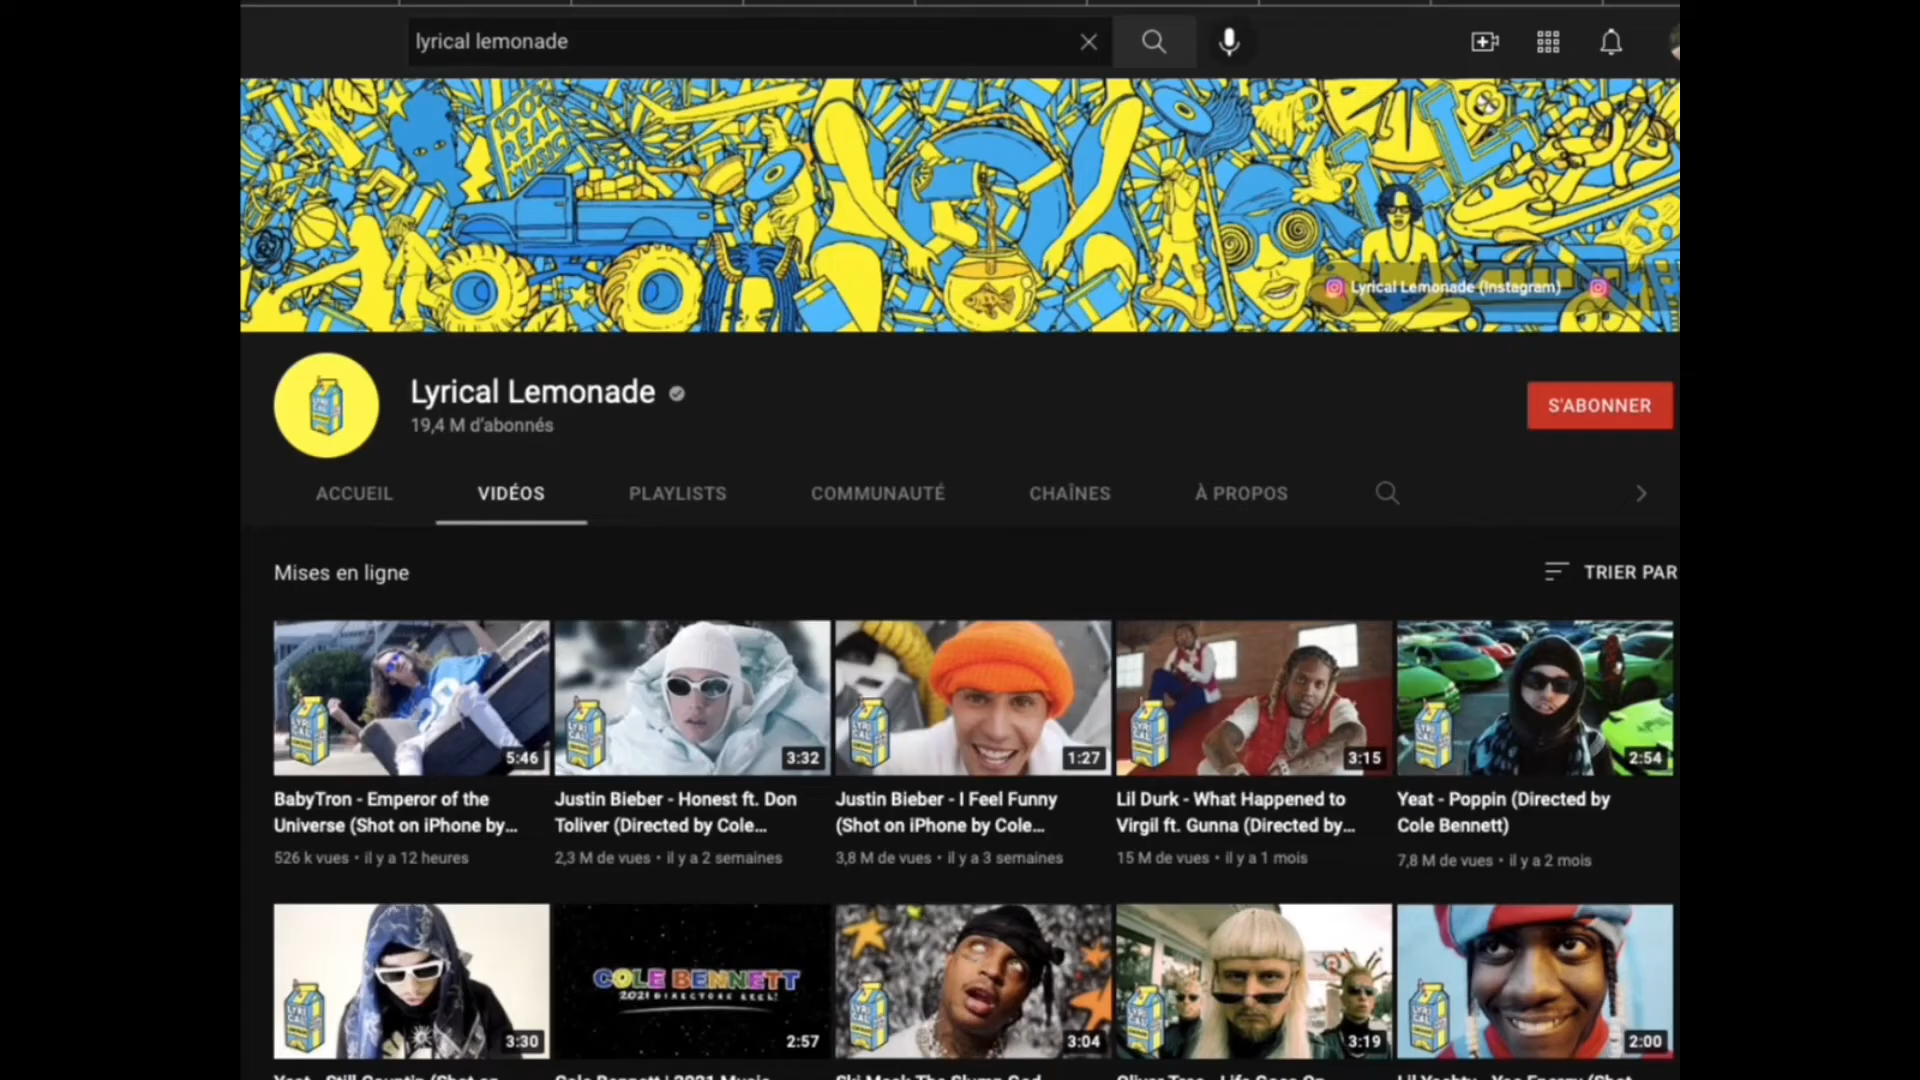 lyrical lemonade
100%
REAL
MUSIC
Lyrical Lemonade (Instagram)
Lyrical Lemonade
19,4 M d'abonnés
S'ABONNER
ACCUEIL
VIDÉOS
PLAYLISTS
COMMUNAUTÉ
CHAÎNES
À PROPOS
Mises en ligne
TRIER PAR
5:46
3:32
1:27
3:15
2:54
BabyTron - Emperor of the
Universe (Shot on iPhone by...
526 k vues • il y a 12 heures
Justin Bieber - Honest ft. Don
Toliver (Directed by Cole...
2,3 M de vues • il y a 2 semaines
Justin Bieber - I Feel Funny
(Shot on iPhone by Cole...
3,8 M de vues • il y a 3 semaines
Lil Durk - What Happened to
Virgil ft. Gunna (Directed by...
15 M de vues • il y a 1 mois
Yeat - Poppin (Directed by
Cole Bennett)
7,8 M de vues • il y a 2 mois
COLE BENNETT
2021 DIRECTORS REEL!
3:30
2:57
3:04
3:19
2:00